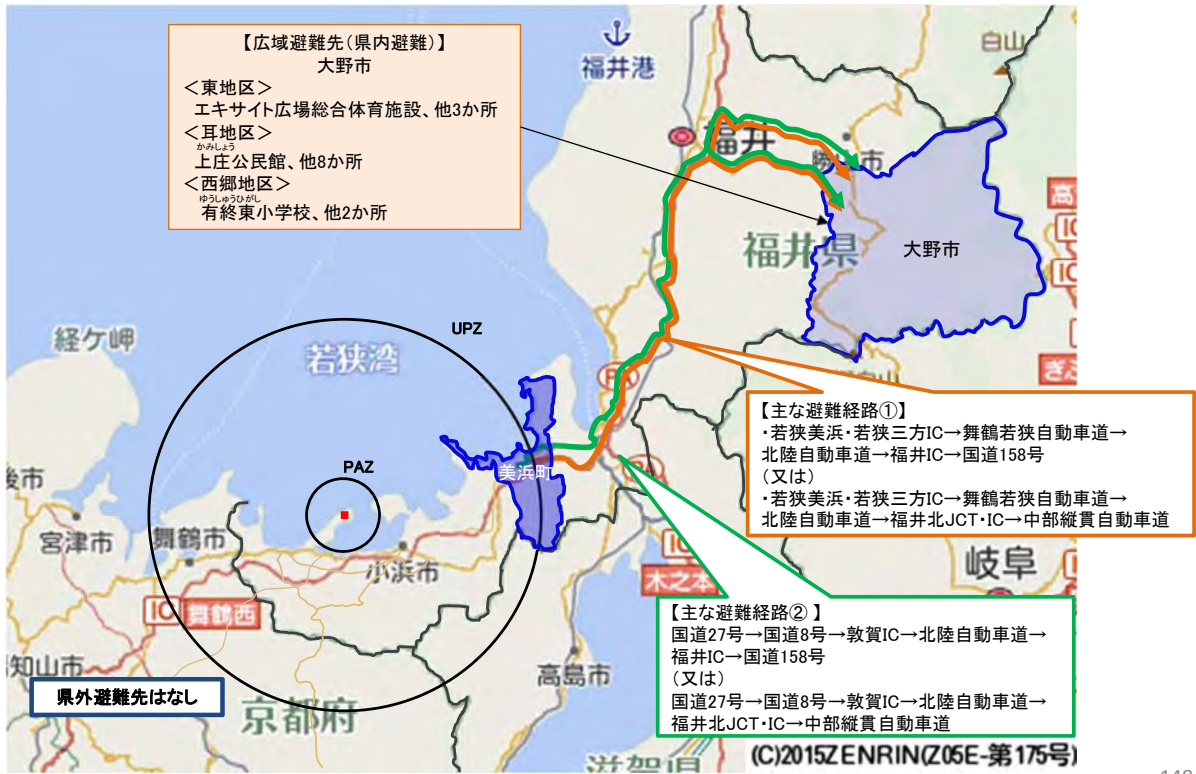 【広域避難先(県内避難)】
大野市
＜東地区＞
エキサイト広場総合体育施設、他3か所
＜耳地区＞
かみしょう
上庄公民館、他8か所
＜西郷地区＞
ゆうしゅうひがし
有終東小学校、他2か所
福井港
白山
福井
勝山市
福井県
大野市
経ケ岬
若狭湾
UPZ
PA
PAZ
美浜町
宮津市
舞鶴市
小浜市
IC
舞鶴西
IC
木之本
岐阜
IC
IC
高島市
県外避難先はなし
京都府
滋賀県
【主な避難経路①】
・若狭美浜・若狭三方IC→舞鶴若狭自動車道→
北陸自動車道→福井IC→国道158号
(又は)
・若狭美浜・若狭三方IC→舞鶴若狭自動車道→
北陸自動車道→福井北JCT・IC→中部縦貫自動車道
【主な避難経路② 】
国道27号→国道8号→敦賀IC→北陸自動車道→
福井IC→国道158号
(又は)
国道27号→国道8号→敦賀IC→北陸自動車道→
福井北JCT・IC→中部縦貫自動車道
(C)2015ZENRIN(Z05E-第175号)